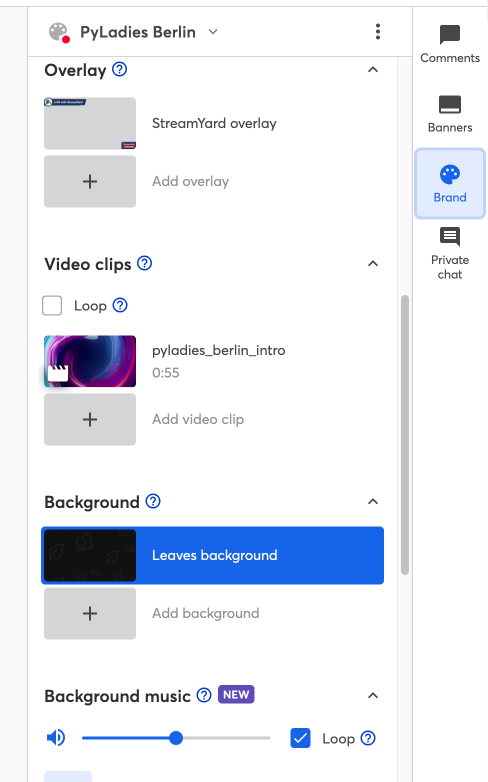 PyLadies Berlin
Comments
Banners
Brand
Private
chat
Overlay
StreamYard overlay
Add overlay
Video clips
Loop
pyladies_berlin_intro
0:55
Add video clip
Background
Leaves background
Add background
Background music NEW
Loop